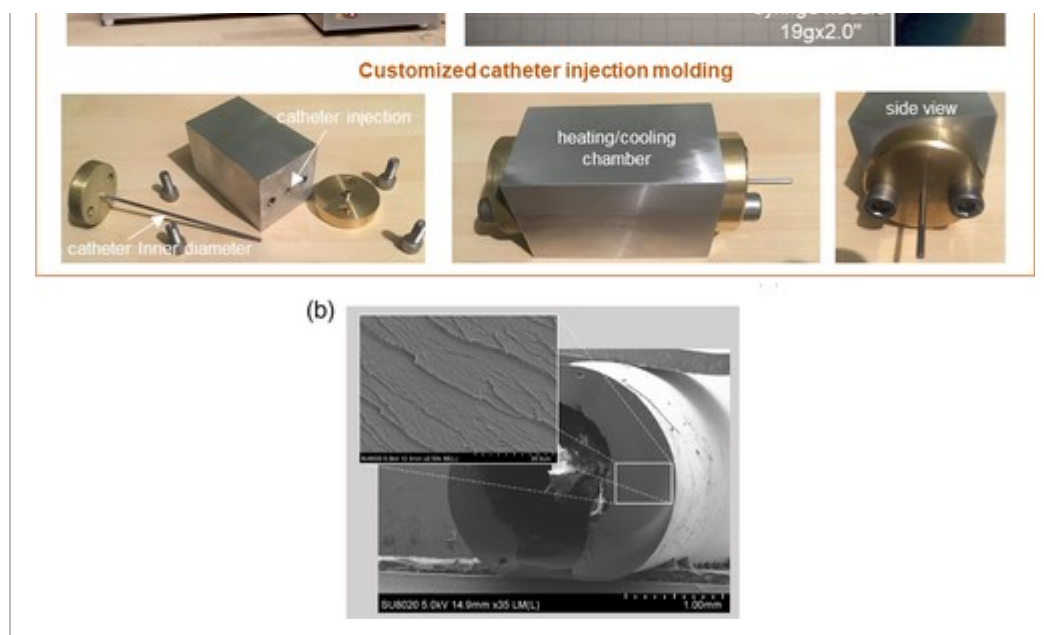 19gx2.0"
Customized catheter injection molding
catheter injection
catheter Inner diameter
heating/cooling
chamber
side view
(b)
SU8020 5.0kV 14.9mm x35 LM(L)
1.00mm